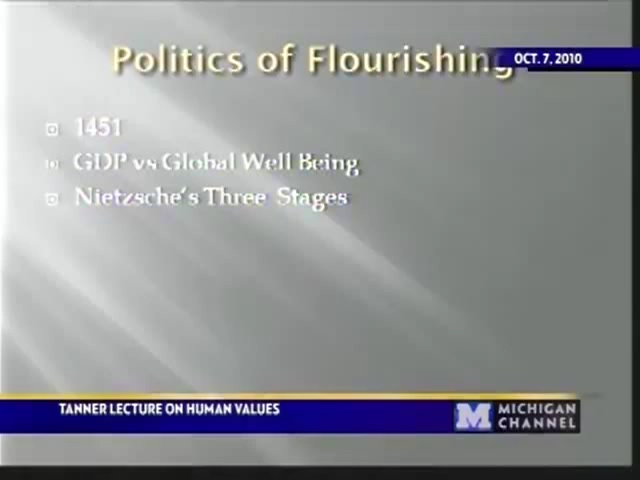 Politics of Flourishing
OCT. 7, 2010
1451
GDP vs Global Well Being
Nietzsche's Three Stages
TANNER LECTURE ON HUMAN VALUES
M MICHIGAN
CHANNEL